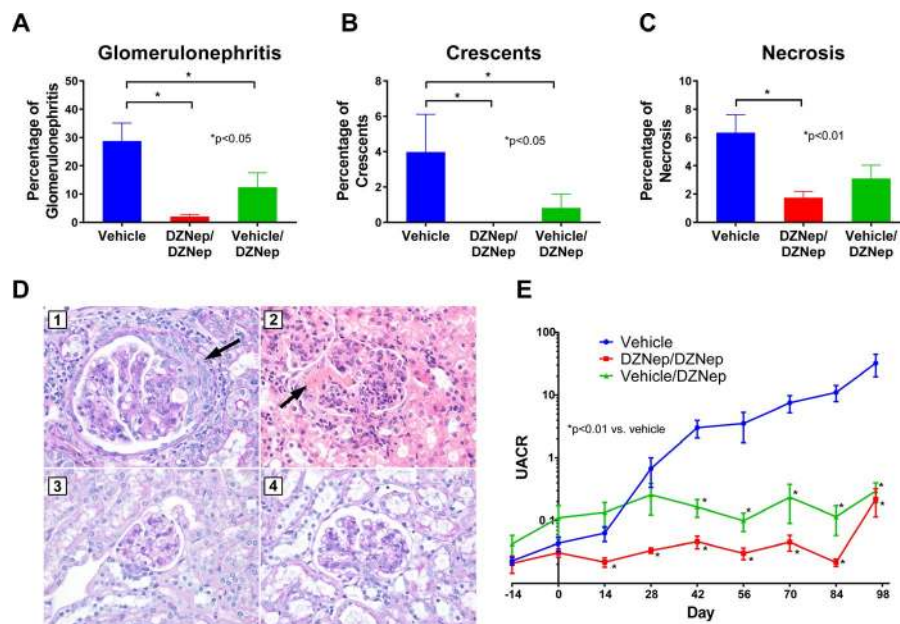 A
Glomerulonephritis
Percentage of
Glomerulonephritis
50
40
30
20
10
0
*
*
*p<0.05
Vehicle
DZNep/
DZNep
Vehicle/
DZNep
B
Crescents
Percentage of
Crescents
8
6
4
2
0
*
*
*p<0.05
Vehicle
DZNep/
DZNep
Vehicle/
DZNep
C
Necrosis
Percentage of
Necrosis
10
8
6
4
2
0
*
*p<0.01
Vehicle
DZNep/
DZNep
Vehicle/
DZNep
D
1
2
3
4
E
UACR
100
10
1
0.1
Vehicle
DZNep/DZNep
Vehicle/DZNep
*p<0.01 vs. vehicle
* * * * *
* * * * * * *
-14 0 14 28 42 56 70 84 98
Day